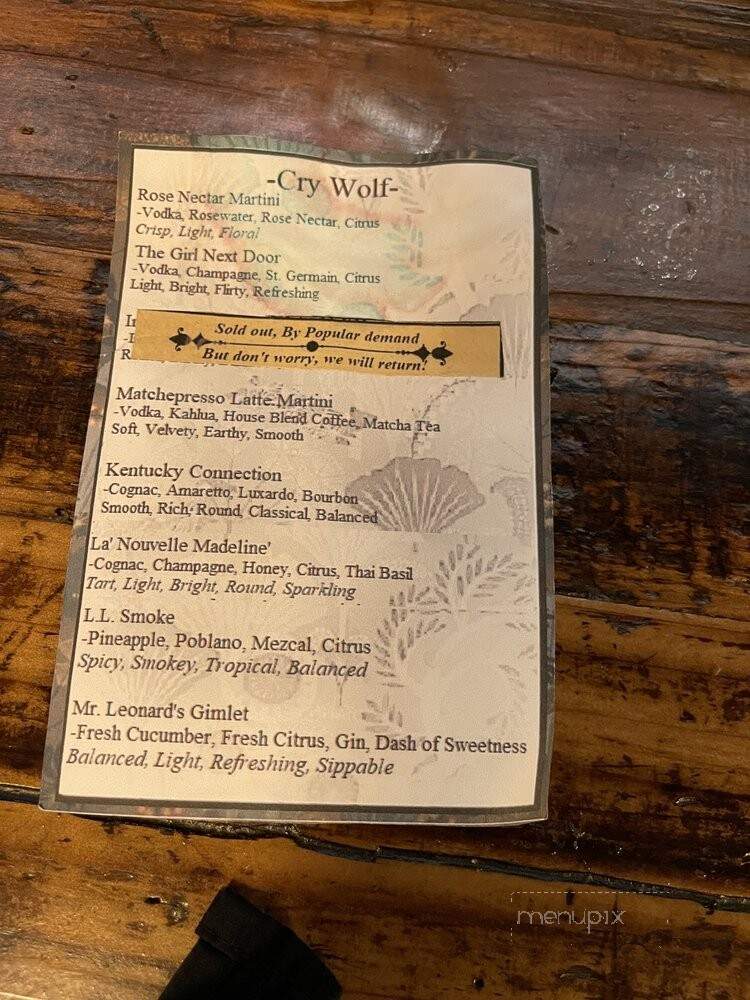 -Cry Wolf-
Rose Nectar Martini
-Vodka, Rosewater, Rose Nectar, Citrus
Crisp, Light, Floral
The Girl Next Door
-Vodka, Champagne, St. Germain, Citrus
Light, Bright, Flirty, Refreshing
Sold out, By Popular demand
But don't worry, we will return!
Matchepresso Latte Martini
-Vodka, Kahlua, House Blend Coffee, Matcha Tea
Soft, Velvety, Earthy, Smooth
Kentucky Connection
-Cognac, Amaretto, Luxardo, Bourbon
Smooth, Rich, Round, Classical, Balanced
La' Nouvelle Madeline'
-Cognac, Champagne, Honey, Citrus, Thai Basil
Tart, Light, Bright, Round, Sparkling
L.L. Smoke
-Pineapple, Poblano, Mezcal, Citrus
Spicy, Smokey, Tropical, Balanced
Mr. Leonard's Gimlet
-Fresh Cucumber, Fresh Citrus, Gin, Dash of Sweetness
Balanced, Light, Refreshing, Sippable
menupix